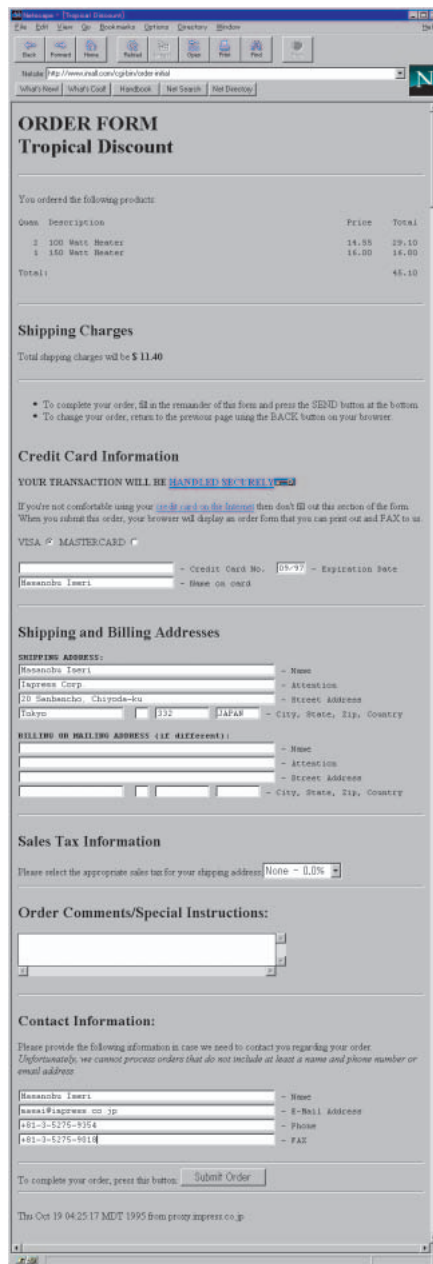 Netscape - [Tropical Discount]
File Edit View Go Bookmarks Options Directory Window Help
Back Forward Home Reload Open Print Find
Netsite: http://www.imall.com/cgi-bin/order-initial
What's New! What's Cool! Handbook Net Search Net Directory
N
ORDER FORM
Tropical Discount
You ordered the following products:
Quan Description Price Total
2 100 Watt Heater 14.55 29.10
1 150 Watt Heater 16.00 16.00
Total: 45.10
Shipping Charges
Total shipping charges will be $ 11.40
• To complete your order, fill in the remainder of this form and press the SEND button at the bottom.
• To change your order, return to the previous page using the BACK button on your browser.
Credit Card Information
YOUR TRANSACTION WILL BE HANDLED SECURELY
If you're not comfortable using your credit card on the Internet then don't fill out this section of the form.
When you submit this order, your browser will display an order form that you can print out and FAX to us.
VISA MASTERCARD
- Credit Card No. 09/97 - Expiration Date
Masanobu Iseri - Name on card
Shipping and Billing Addresses
SHIPPING ADDRESS:
Masanobu Iseri - Name
Impress Corp - Attention
20 Sanbancho, Chiyoda-ku - Street Address
Tokyo 332 JAPAN - City, State, Zip, Country
BILLING OR MAILING ADDRESS (if different):
- Name
- Attention
- Street Address
- City, State, Zip, Country
Sales Tax Information
Please select the appropriate sales tax for your shipping address: None - 0.0%
Order Comments/Special Instructions:
Contact Information:
Please provide the following information in case we need to contact you regarding your order.
Unfortunately, we cannot process orders that do not include at least a name and phone number or
email address
Masanobu Iseri - Name
masai@impress.co.jp - E-Mail Address
+81-3-5275-9354 - Phone
+81-3-5275-9018 - FAX
To complete your order, press this button: Submit Order
Thu Oct 19 04:25:17 MDT 1995 from proxy.impress.co.jp